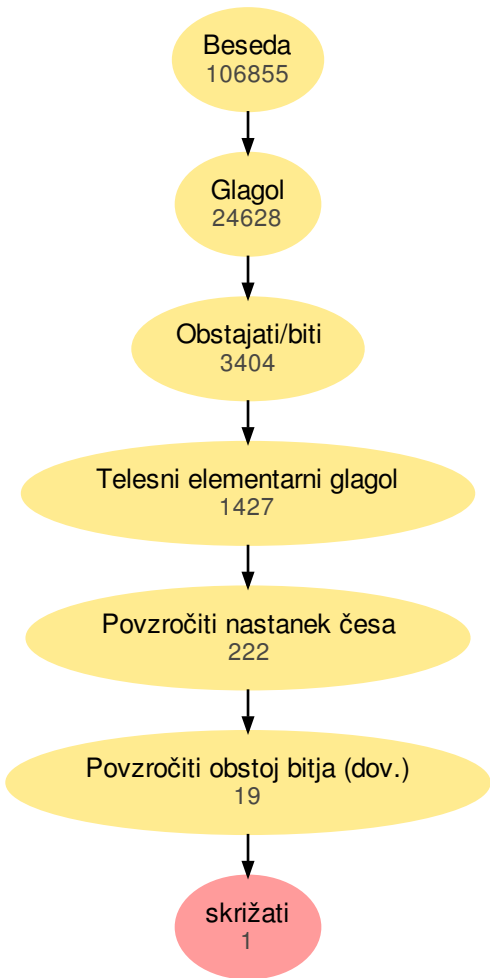 Beseda
106855
Glagol
24628
Obstajati/biti
3404
Telesni elementarni glagol
1427
Povzročiti nastanek česa
222
Povzročiti obstoj bitja (dov.)
19
skrižati
1